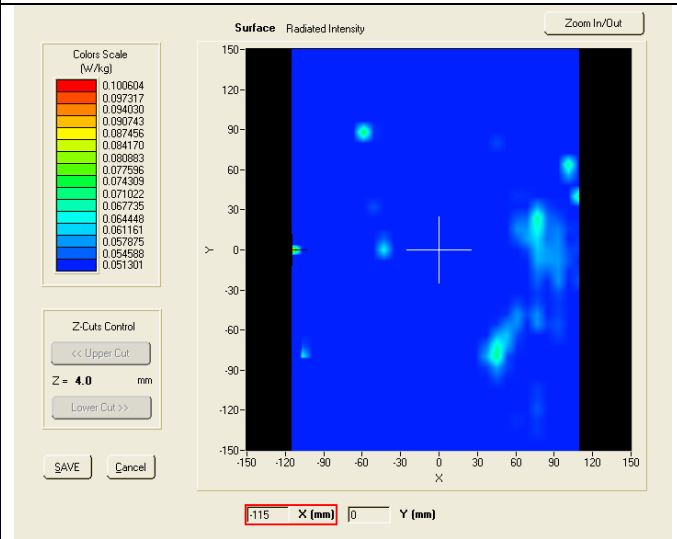 Surface Radiated Intensity
Zoom In/Out
Colors Scale
(W/kg)
0.100604
0.097317
0.094030
0.090743
0.087456
0.084170
0.080883
0.077596
0.074309
0.071022
0.067735
0.064448
0.061161
0.057875
0.054588
0.051301
Z-Cuts Control
<< Upper Cut
Z = 4.0 mm
Lower Cut >>
SAVE Cancel
150
120
90
60
30
0
-30
-60
-90
-120
-150
Y
-150 -120 -90 -60 -30 0 30 60 90 120 150
X
-115 X (mm) 0 Y (mm)